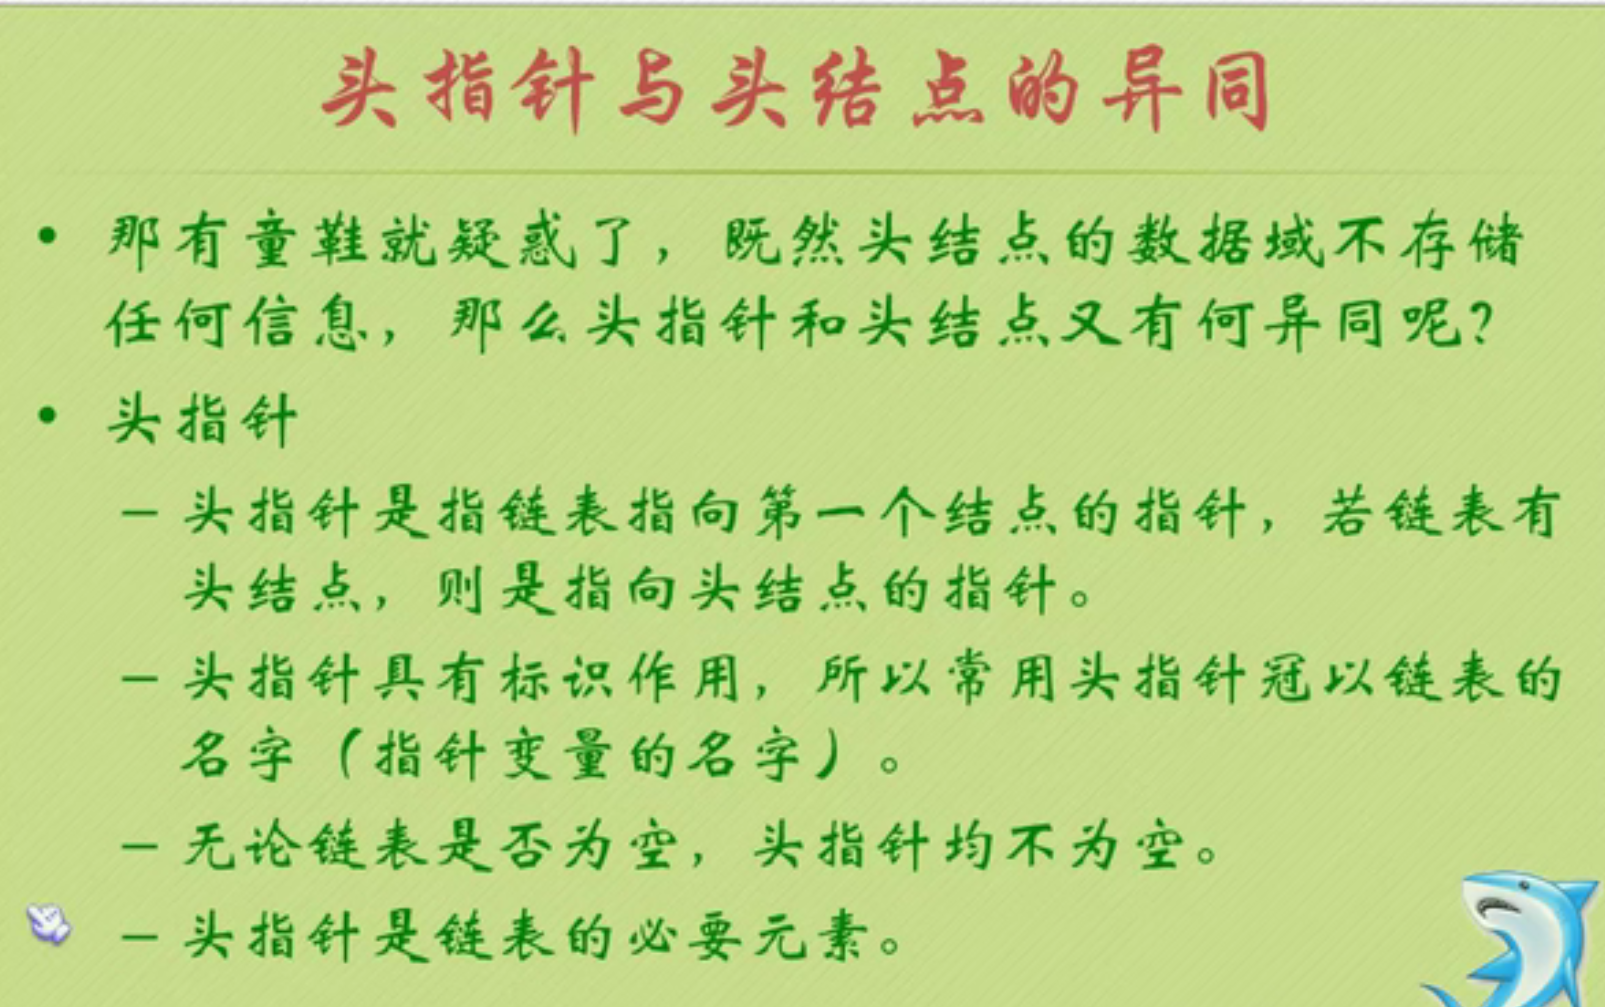 头指针与头结点的异同
• 那有童鞋就疑惑了，既然头结点的数据域不存储
任何信息，那么头指针和头结点又有何异同呢？
• 头指针
– 头指针是指链表指向第一个结点的指针，若链表有
头结点，则是指向头结点的指针。
– 头指针具有标识作用，所以常用头指针冠以链表的
名字（指针变量的名字）。
– 无论链表是否为空，头指针均不为空。
– 头指针是链表的必要元素。